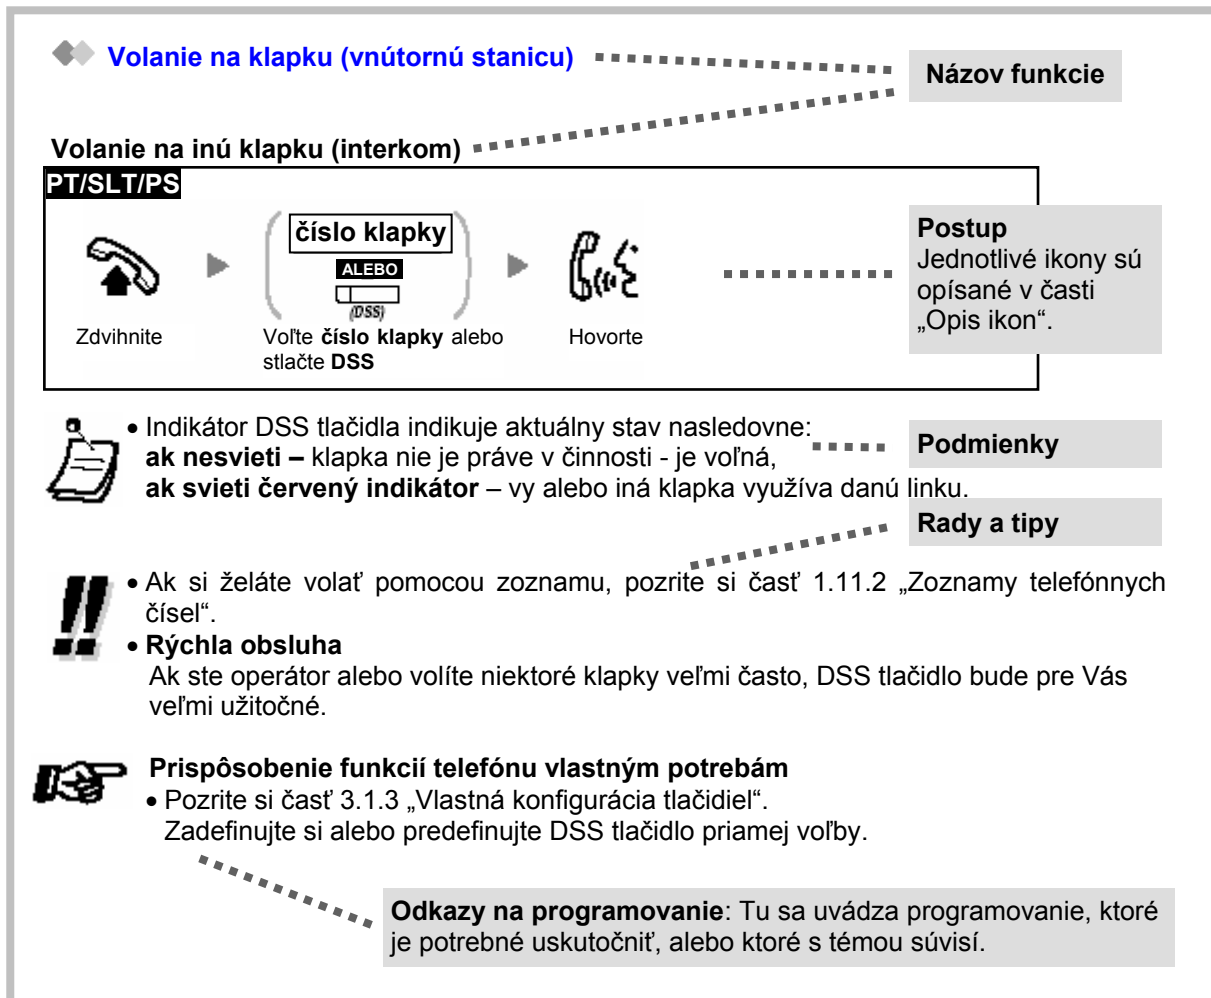 Volanie na klapku (vnútornú stanicu)
Názov funkcie
Volanie na inú klapku (interkom)
PT/SLT/PS
číslo klapky
ALEBO
(DSS)
Zdvihnite
Voľte číslo klapky alebo
stlačte DSS
Hovorte
Postup
Jednotlivé ikony sú
opísané v časti
„Opis ikon“.
• Indikátor DSS tlačidla indikuje aktuálny stav nasledovne:
ak nesvieti – klapka nie je práve v činnosti - je voľná,
ak svieti červený indikátor – vy alebo iná klapka využíva danú linku.
Podmienky
Rady a tipy
• Ak si želáte volať pomocou zoznamu, pozrite si časť 1.11.2 „Zoznamy telefónnych
čísel“.
• Rýchla obsluha
Ak ste operátor alebo volíte niektoré klapky veľmi často, DSS tlačidlo bude pre Vás
veľmi užitočné.
Prispôsobenie funkcií telefónu vlastným potrebám
• Pozrite si časť 3.1.3 „Vlastná konfigurácia tlačidiel“.
Zadefinujte si alebo predefinujte DSS tlačidlo priamej voľby.
Odkazy na programovanie: Tu sa uvádza programovanie, ktoré
je potrebné uskutočniť, alebo ktoré s témou súvisí.